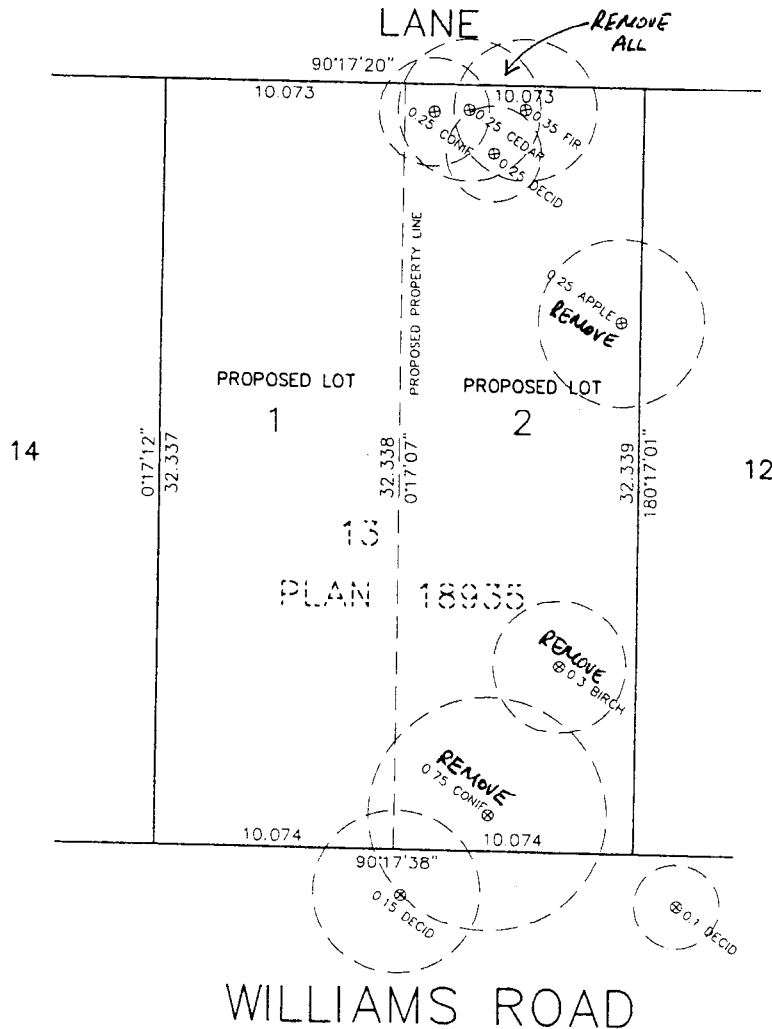 LANE
REMOVE
ALL
90°17'20"
10.073
10.073
0.25 CONIF
0.25 CEDAR
0.35 FIR
0.25 DECID
PROPOSED PROPERTY LINE
0.25 APPLE
REMOVE
PROPOSED LOT
1
PROPOSED LOT
2
14
0°17'12"
32.337
32.338
0°17'07"
32.339
180°17'01"
12
13
PLAN 18935
REMOVE
0.3 BIRCH
REMOVE
0.75 CONIF
10.074
10.074
90°17'38"
0.15 DECID
0.1 DECID
WILLIAMS ROAD